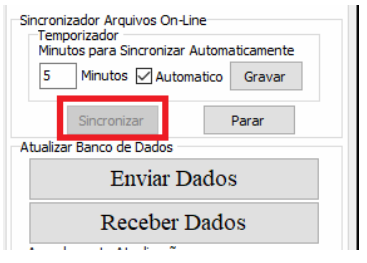 Sincronizador Arquivos On-Line
Temporizador
Minutos para Sincronizar Automaticamente
5 Minutos Automatico Gravar
Sincronizar Parar
Atualizar Banco de Dados
Enviar Dados
Receber Dados